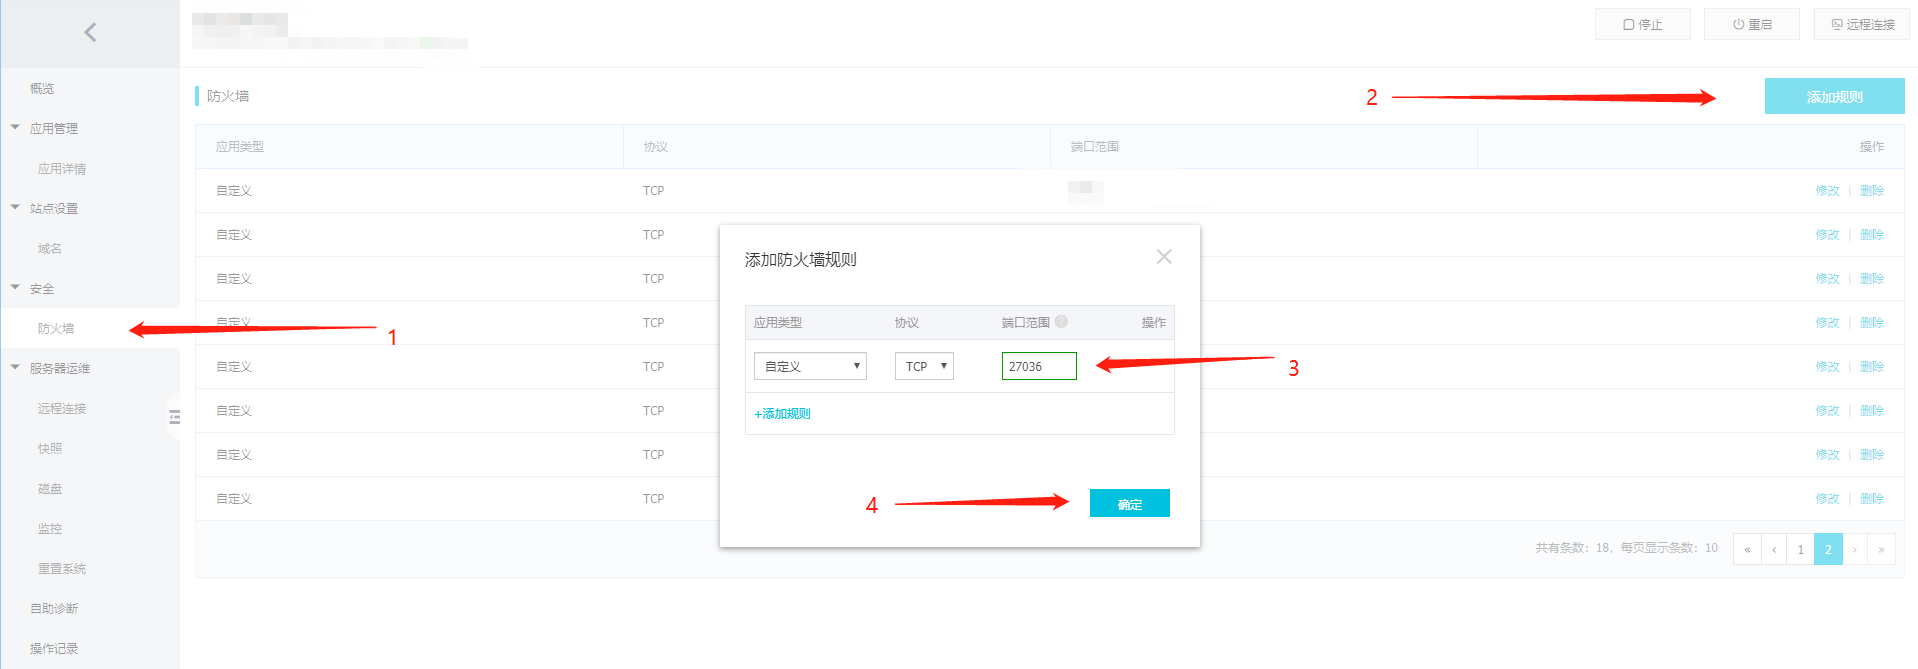 停止
重启
远程连接
概览
应用管理
应用详情
站点设置
域名
安全
防火墙
服务器运维
远程连接
快照
磁盘
监控
重置系统
自助诊断
操作记录
1
防火墙
2
添加规则
应用类型 协议 端口范围 操作
自定义 TCP 修改 | 删除
自定义 TCP 修改 | 删除
自定义 TCP 修改 | 删除
自定义 TCP 修改 | 删除
自定义 TCP 修改 | 删除
自定义 TCP 修改 | 删除
自定义 TCP 修改 | 删除
自定义 TCP 修改 | 删除
共有条数：18，每页显示条数：10 « ‹ 1 2 › »
添加防火墙规则
应用类型 协议 端口范围 ? 操作
自定义 TCP 27036
3
+添加规则
4
确定